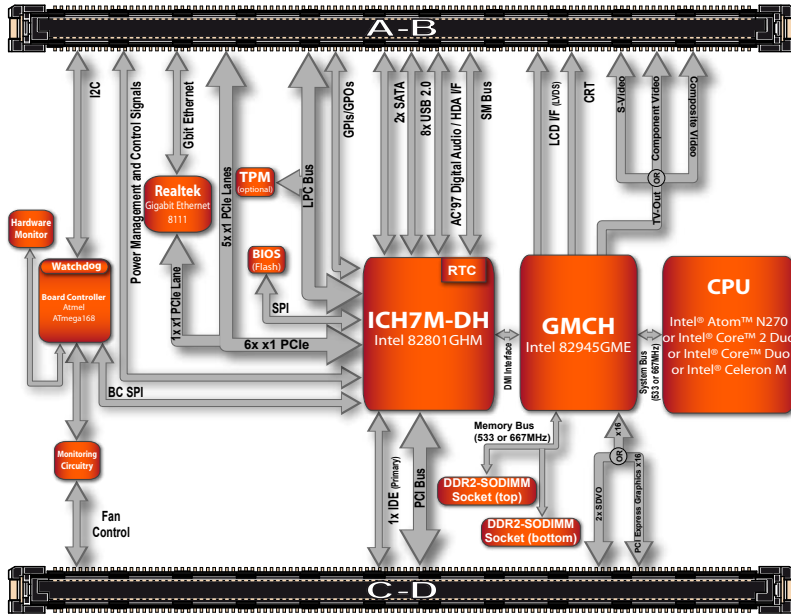 A-B
I2C
Power Management and Control Signals
Gbit Ethernet
5x x1 PCIe Lanes
LPC Bus
GPIs/GPOs
2x SATA
8x USB 2.0
AC'97 Digital Audio / HDA I/F
SM Bus
LCD I/F (LVDS)
CRT
S-Video
Component Video
Composite Video
OR
TV-Out
TPM
(optional)
Realtek
Gigabit Ethernet
8111
Hardware
Monitor
Watchdog
Board Controller
Atmel
ATmega168
BIOS
(Flash)
SPI
1x x1 PCIe Lane
6x x1 PCIe
BC SPI
RTC
ICH7M-DH
Intel 82801GHM
DMI Interface
GMCH
Intel 82945GME
System Bus
(533 or 667MHz)
CPU
Intel® Atom™ N270
or Intel® Core™ 2 Duo
or Intel® Core™ Duo
or Intel® Celeron M
Memory Bus
(533 or 667MHz)
DDR2-SODIMM
Socket (top)
DDR2-SODIMM
Socket (bottom)
x16
OR
2x SDVO
PCI Express Graphics x16
Monitoring
Circuitry
Fan
Control
1x IDE (Primary)
PCI Bus
C-D